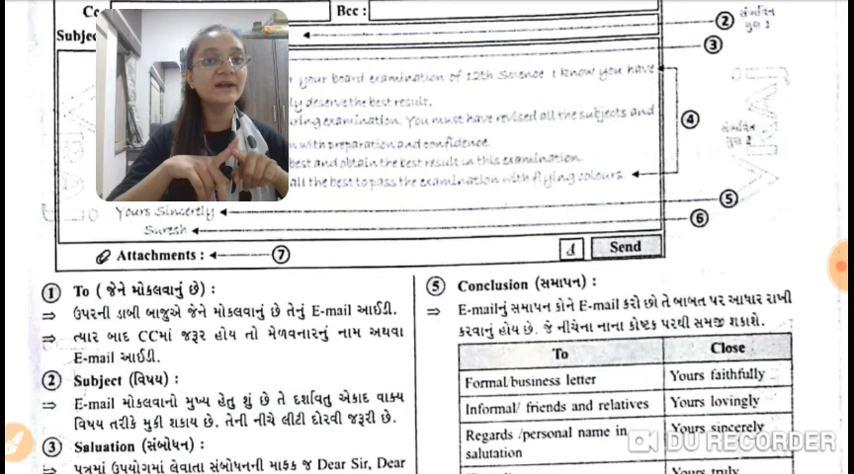 Cc
Bcc :
Subje
②
સંભવિત
ગુણ 1
③
your board examination of 12th Science I know you have
deserve the best result.
examination. You must have revised all the subjects and
④
સંભવિત
ગુણ 2
with preparation and confidence.
best and obtain the best result in this examination.
all the best to pass the examination with flying colours.
Yours Sincerely
⑤
Suresh
⑥
Attachments :
⑦
Send
① To ( જેને મોકલવાનું છે) :
⇒ ઉપરની ડાબી બાજુએ જેને મોકલવાનું છે તેનું E-mail આઈડી.
⇒ ત્યાર બાદ CCમાં જરૂર હોય તો મેળવનારનું નામ અથવા
E-mail આઈડી.
② Subject (વિષય) :
⇒ E-mail મોકલવાનો મુખ્ય હેતુ શું છે તે દર્શાવતુ એકાદ વાક્ય
વિષય તરીકે મુકી શકાય છે. તેની નીચે લીટી દોરવી જરૂરી છે.
③ Saluation (સંબોધન) :
⇒ પત્રમાં ઉપયોગમાં લેવાતા સંબોધનની માફક જ Dear Sir, Dear
⑤ Conclusion (સમાપન) :
⇒ E-mailનું સમાપન કોને E-mail કરો છો તે બાબત પર આધાર રાખી
કરવાનું હોય છે. જે નીચેના નાના કોષ્ટક પરથી સમજી શકાશે.
To Close
Formal/business letter Yours faithfully
Informal/ friends and relatives Yours lovingly
Regards /personal name in Yours sincerely
salutation
Yours truly
DU RECORDER